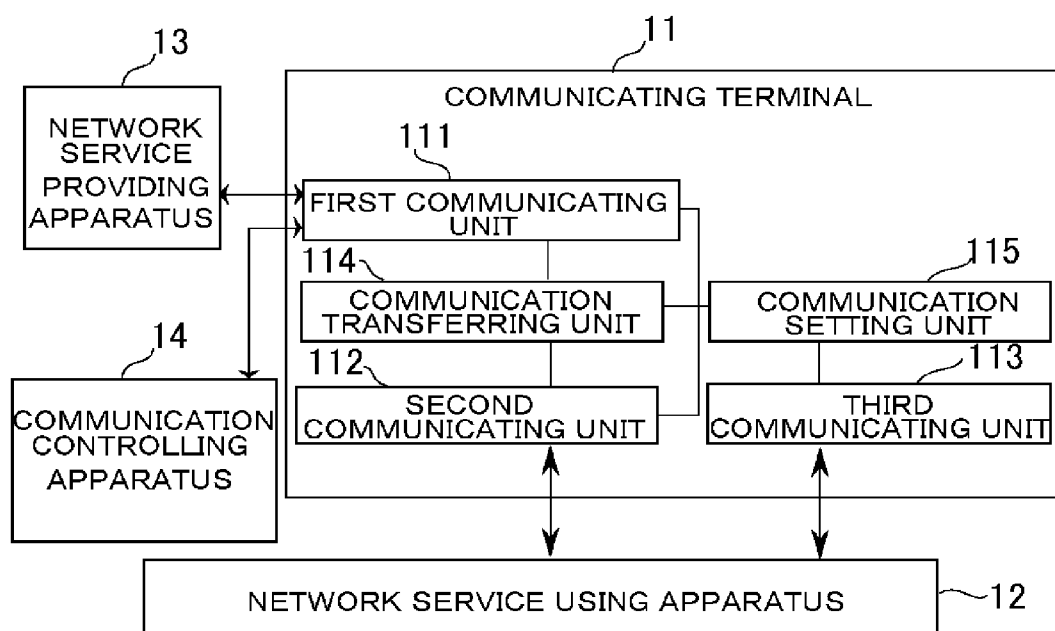 13
NETWORK
SERVICE
PROVIDING
APPARATUS
11
COMMUNICATING TERMINAL
111
FIRST COMMUNICATING
UNIT
114
COMMUNICATION
TRANSFERRING UNIT
115
COMMUNICATION
SETTING UNIT
14
COMMUNICATION
CONTROLLING
APPARATUS
112
SECOND
COMMUNICATING UNIT
113
THIRD
COMMUNICATING UNIT
NETWORK SERVICE USING APPARATUS
12